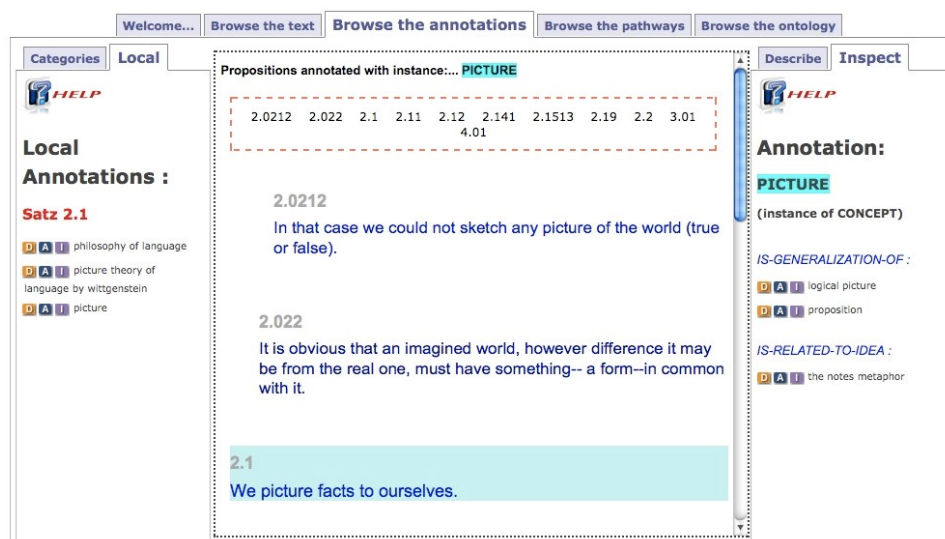 Welcome... Browse the text Browse the annotations Browse the pathways Browse the ontology
Categories Local
HELP
Local
Annotations :
Satz 2.1
D A I philosophy of language
D A I picture theory of
language by wittgenstein
D A I picture
Propositions annotated with instance:... PICTURE
2.0212 2.022 2.1 2.11 2.12 2.141 2.1513 2.19 2.2 3.01
4.01
2.0212
In that case we could not sketch any picture of the world (true
or false).
2.022
It is obvious that an imagined world, however difference it may
be from the real one, must have something-- a form--in common
with it.
2.1
We picture facts to ourselves.
Describe Inspect
HELP
Annotation:
PICTURE
(instance of CONCEPT)
IS-GENERALIZATION-OF :
D A I logical picture
D A I proposition
IS-RELATED-TO-IDEA :
D A I the notes metaphor